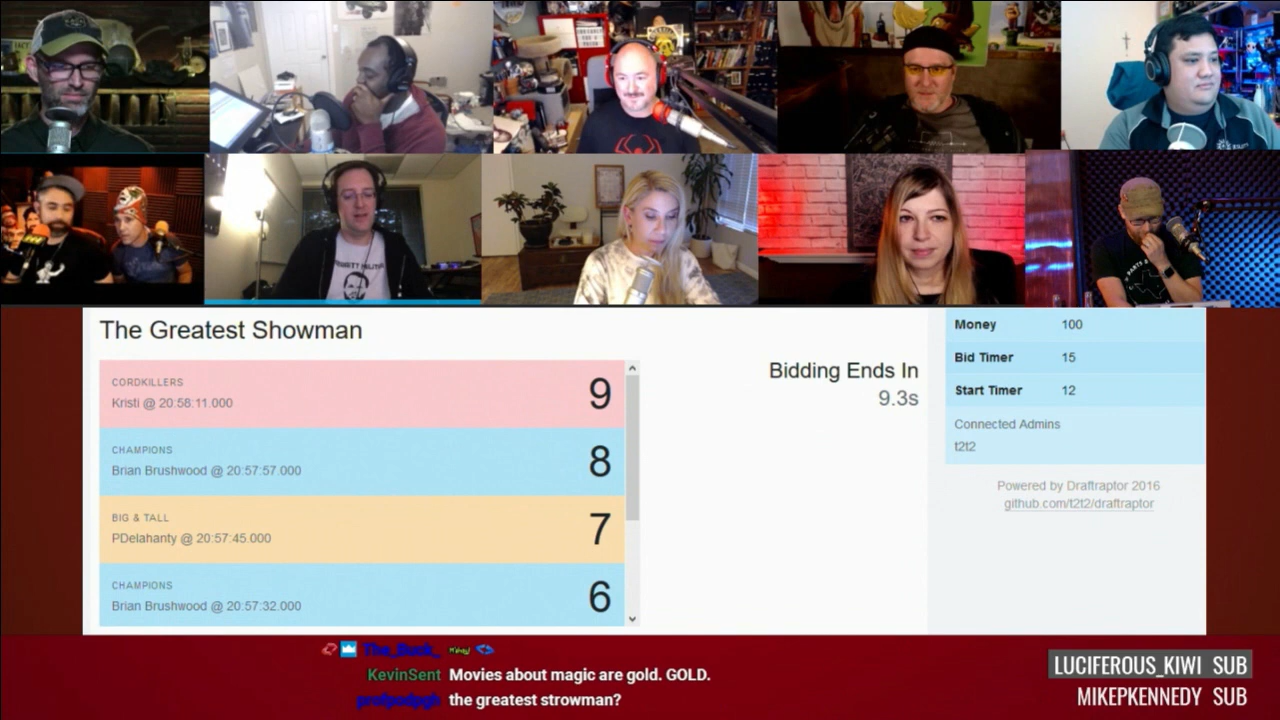 The Greatest Showman
CORDKILLERS
Kristi @ 20:58:11.000
9
CHAMPIONS
Brian Brushwood @ 20:57:57.000
8
BIG & TALL
PDelahanty @ 20:57:45.000
7
CHAMPIONS
Brian Brushwood @ 20:57:32.000
6
Bidding Ends In
9.3s
Money 100
Bid Timer 15
Start Timer 12
Connected Admins
t2t2
Powered by Draftraptor 2016
github.com/t2t2/draftraptor
KevinSent Movies about magic are gold. GOLD.
the greatest strowman?
LUCIFEROUS_KIWI SUB
MIKEPKENNEDY SUB